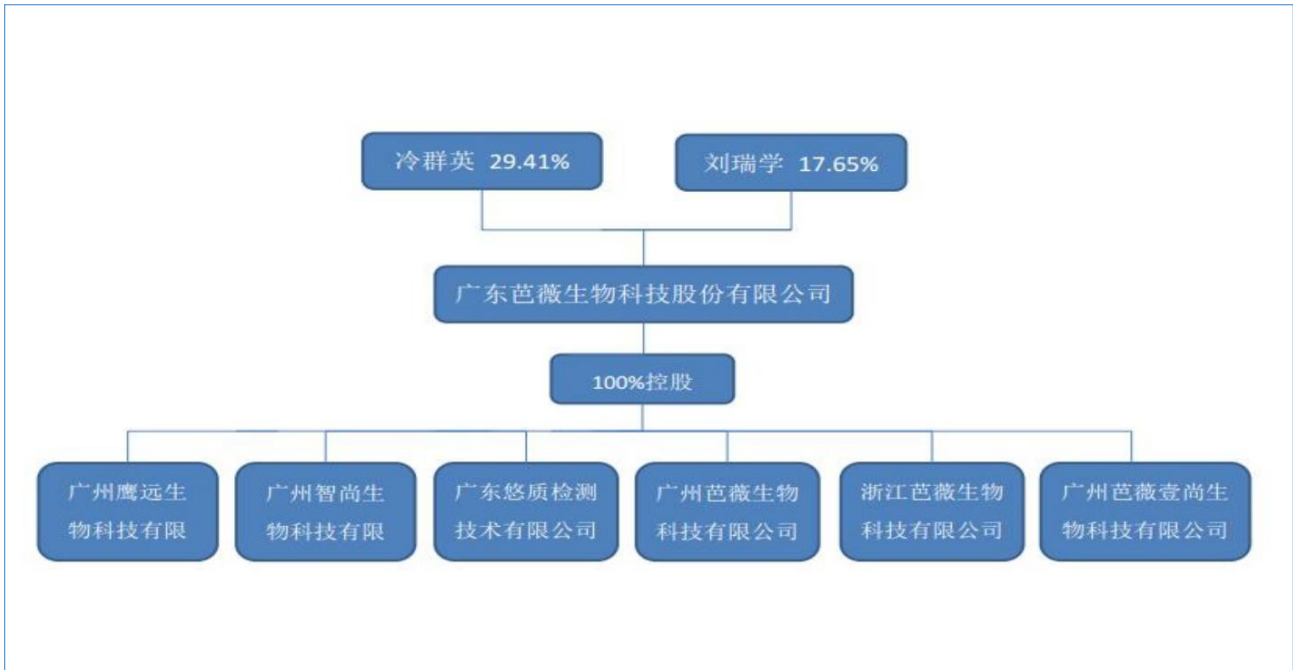 冷群英 29.41%
刘瑞学 17.65%
广东芭薇生物科技股份有限公司
100%控股
广州鹰远生
物科技有限
广州智尚生
物科技有限
广东悠质检测
技术有限公司
广州芭薇生物
科技有限公司
浙江芭薇生物
科技有限公司
广州芭薇壹尚生
物科技有限公司